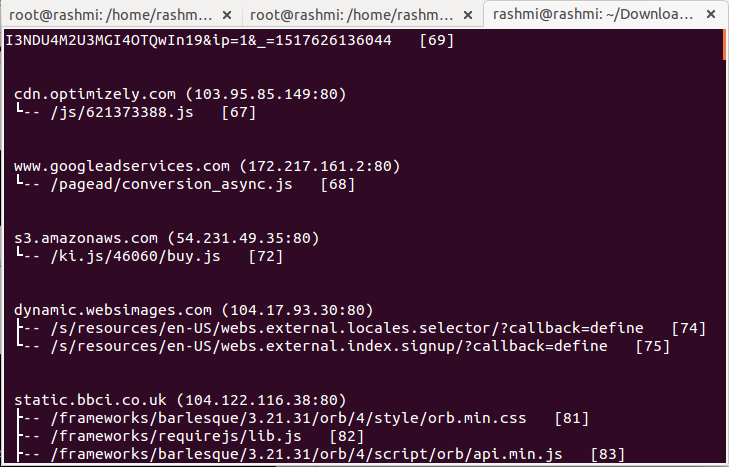 root@rashmi: /home/rashm... × root@rashmi: /home/rashm... × rashmi@rashmi: ~/Downloa... ×
I3NDU4M2U3MGI4OTQwIn19&ip=1&_=1517626136044 [69]
cdn.optimizely.com (103.95.85.149:80)
└-- /js/621373388.js [67]
www.googleadservices.com (172.217.161.2:80)
└-- /pagead/conversion_async.js [68]
s3.amazonaws.com (54.231.49.35:80)
└-- /ki.js/46060/buy.js [72]
dynamic.websimages.com (104.17.93.30:80)
├-- /s/resources/en-US/webs.external.locales.selector/?callback=define [74]
└-- /s/resources/en-US/webs.external.index.signup/?callback=define [75]
static.bbci.co.uk (104.122.116.38:80)
├-- /frameworks/barlesque/3.21.31/orb/4/style/orb.min.css [81]
├-- /frameworks/requirejs/lib.js [82]
├-- /frameworks/barlesque/3.21.31/orb/4/script/orb/api.min.js [83]